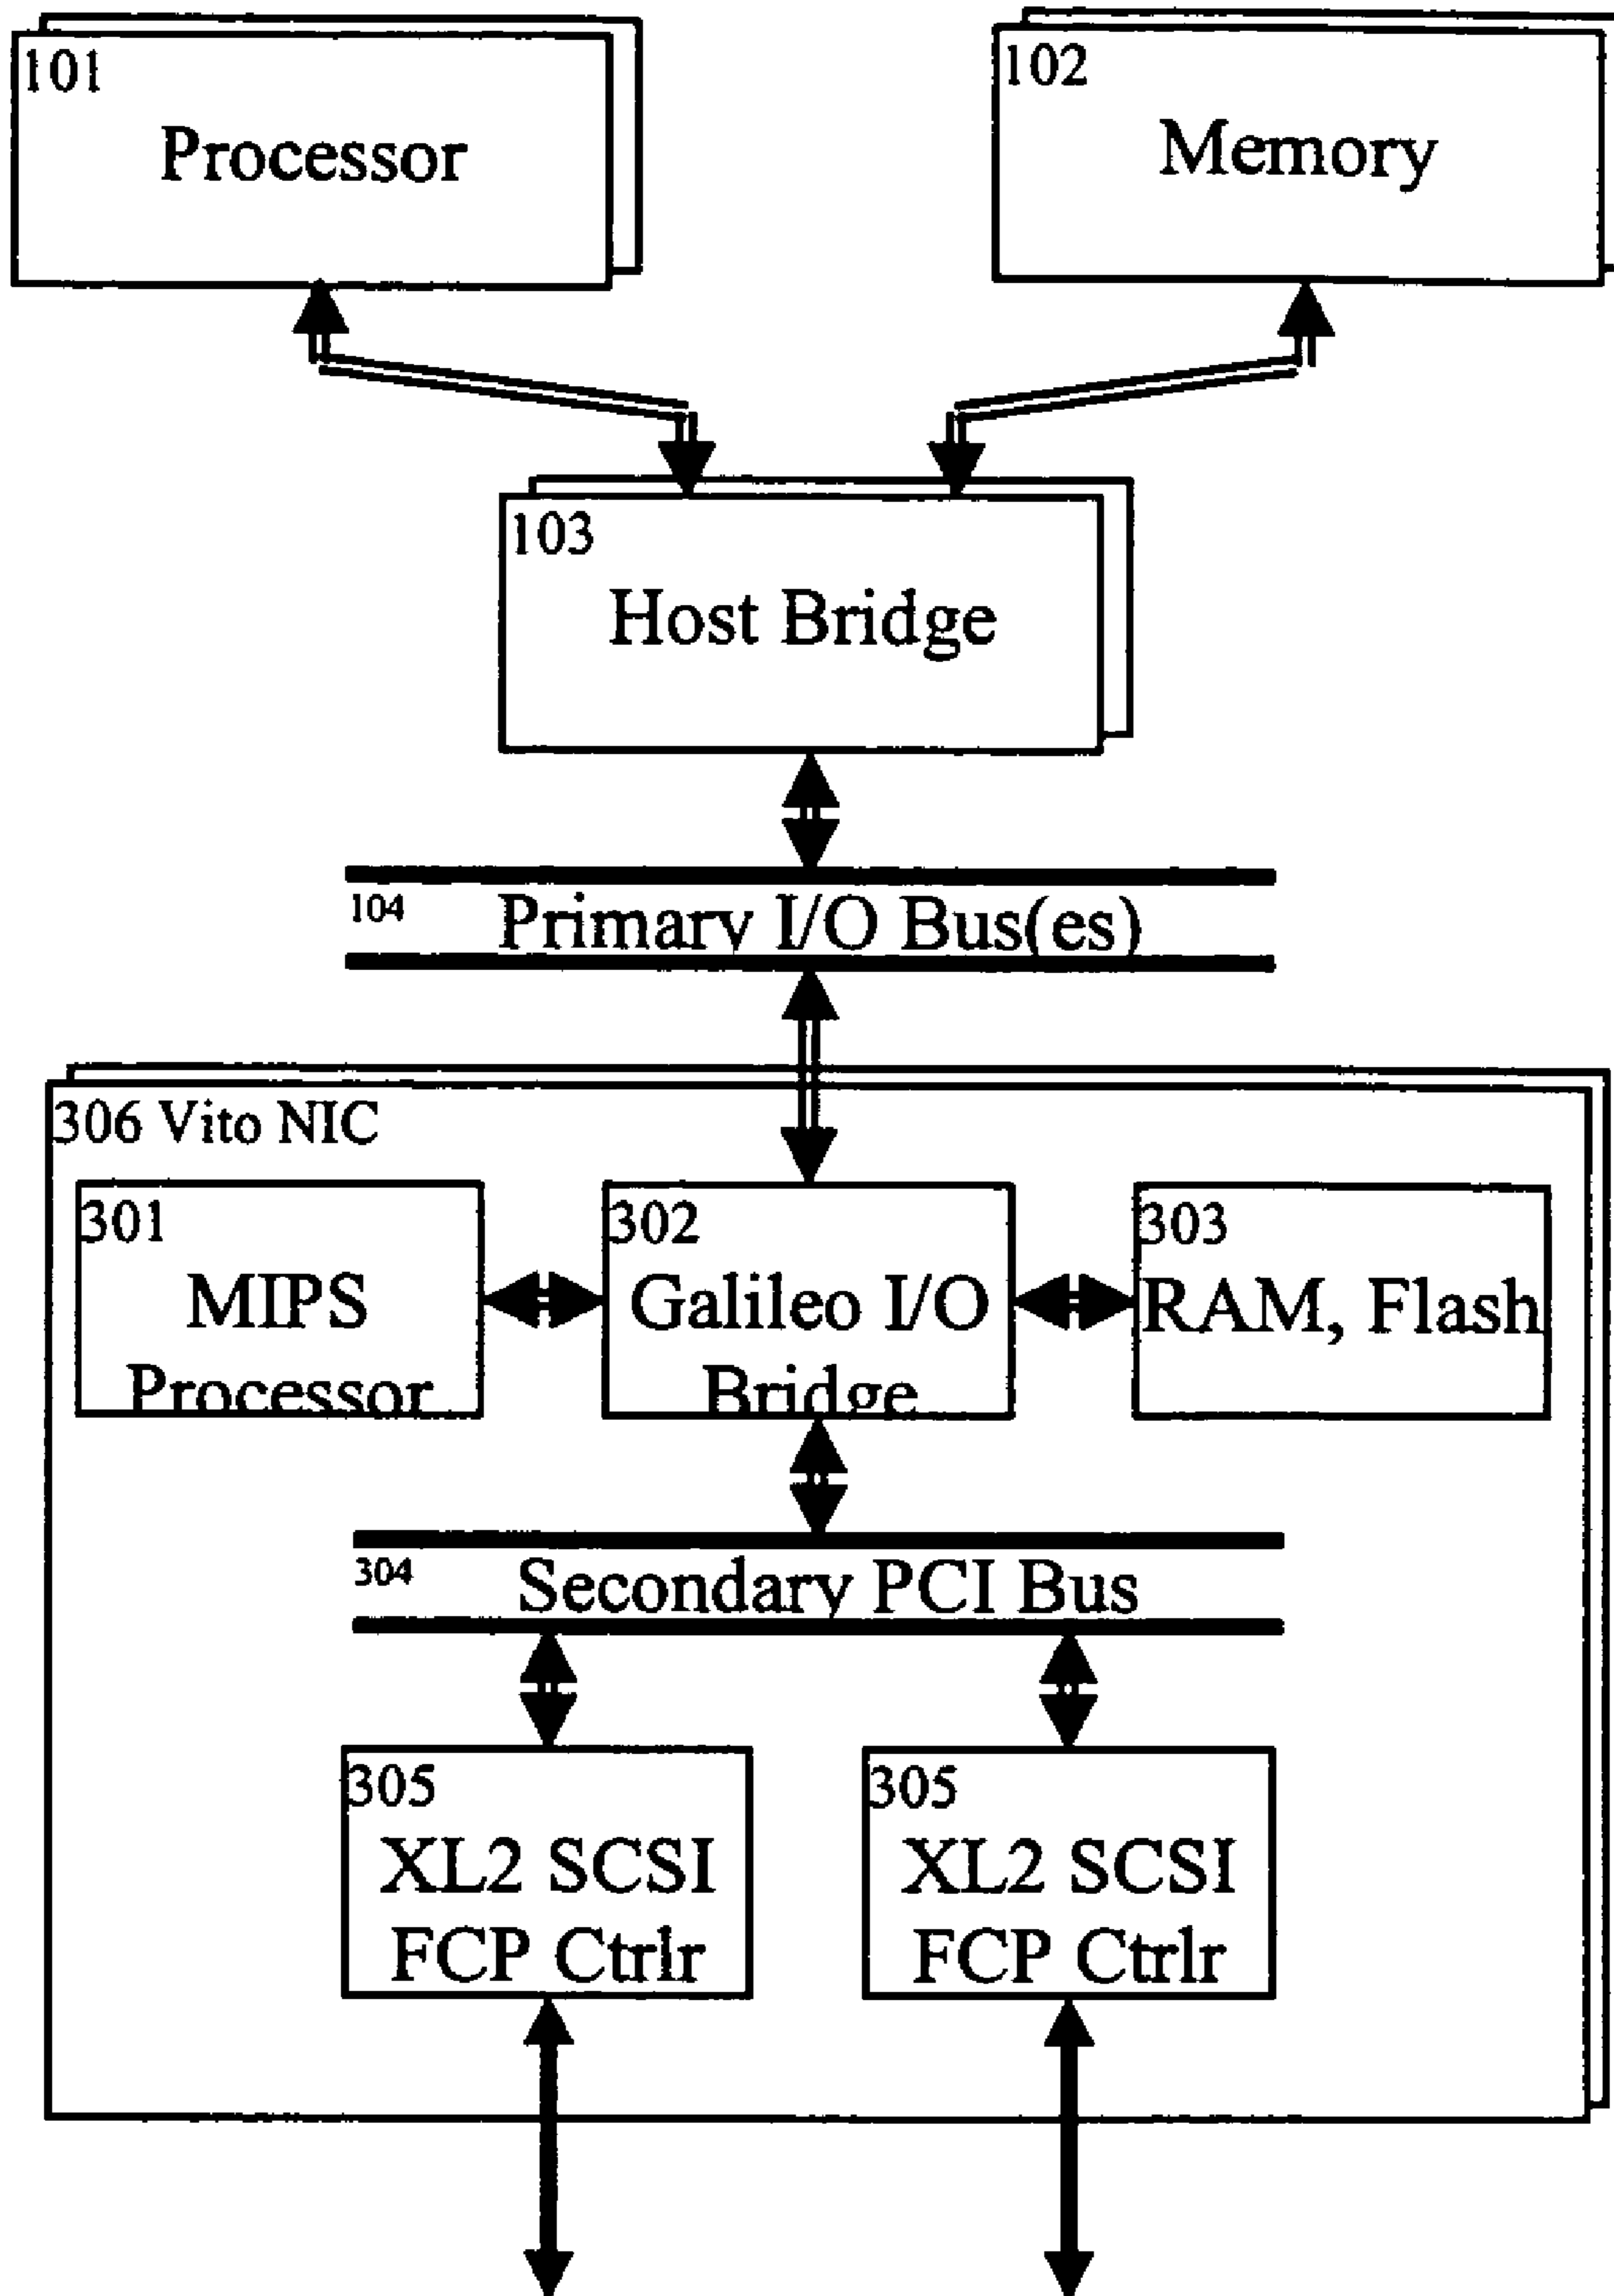 101
Processor
102
Memory
103
Host Bridge
104 Primary I/O Bus(es)
306 Vito NIC
301
MIPS
Processor
302
Galileo I/O
Bridge
303
RAM, Flash
304 Secondary PCI Bus
305
XL2 SCSI
FCP Ctrlr
305
XL2 SCSI
FCP Ctrlr